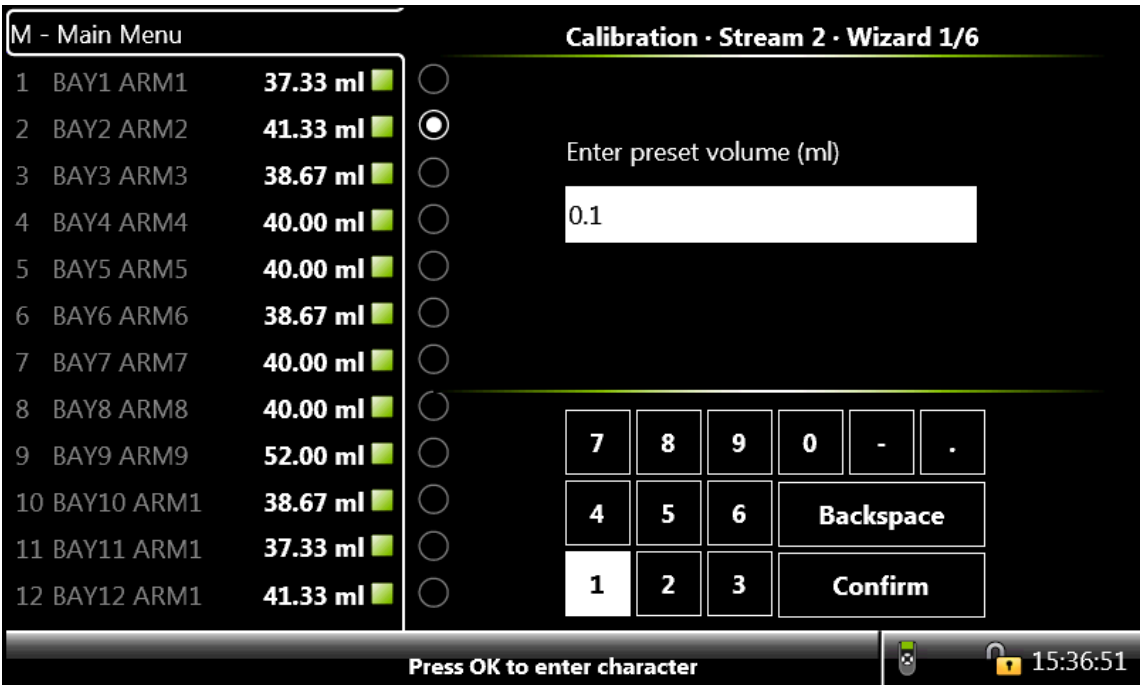 M - Main Menu
1 BAY1 ARM1 37.33 ml
2 BAY2 ARM2 41.33 ml
3 BAY3 ARM3 38.67 ml
4 BAY4 ARM4 40.00 ml
5 BAY5 ARM5 40.00 ml
6 BAY6 ARM6 38.67 ml
7 BAY7 ARM7 40.00 ml
8 BAY8 ARM8 40.00 ml
9 BAY9 ARM9 52.00 ml
10 BAY10 ARM1 38.67 ml
11 BAY11 ARM1 37.33 ml
12 BAY12 ARM1 41.33 ml
Calibration · Stream 2 · Wizard 1/6
Enter preset volume (ml)
0.1
7 8 9 0 - .
4 5 6 Backspace
1 2 3 Confirm
Press OK to enter character
15:36:51